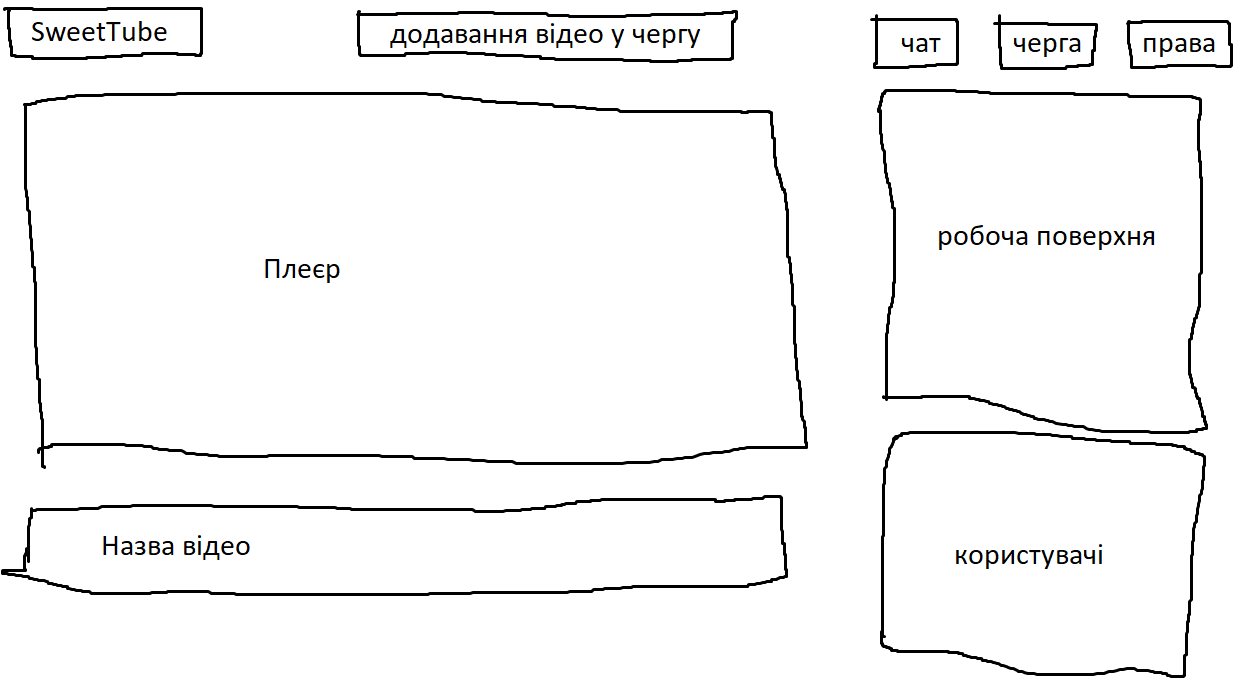 SweetTube
додавання відео у чергу
чат
черга
права
Плеєр
робоча поверхня
Назва відео
користувачі